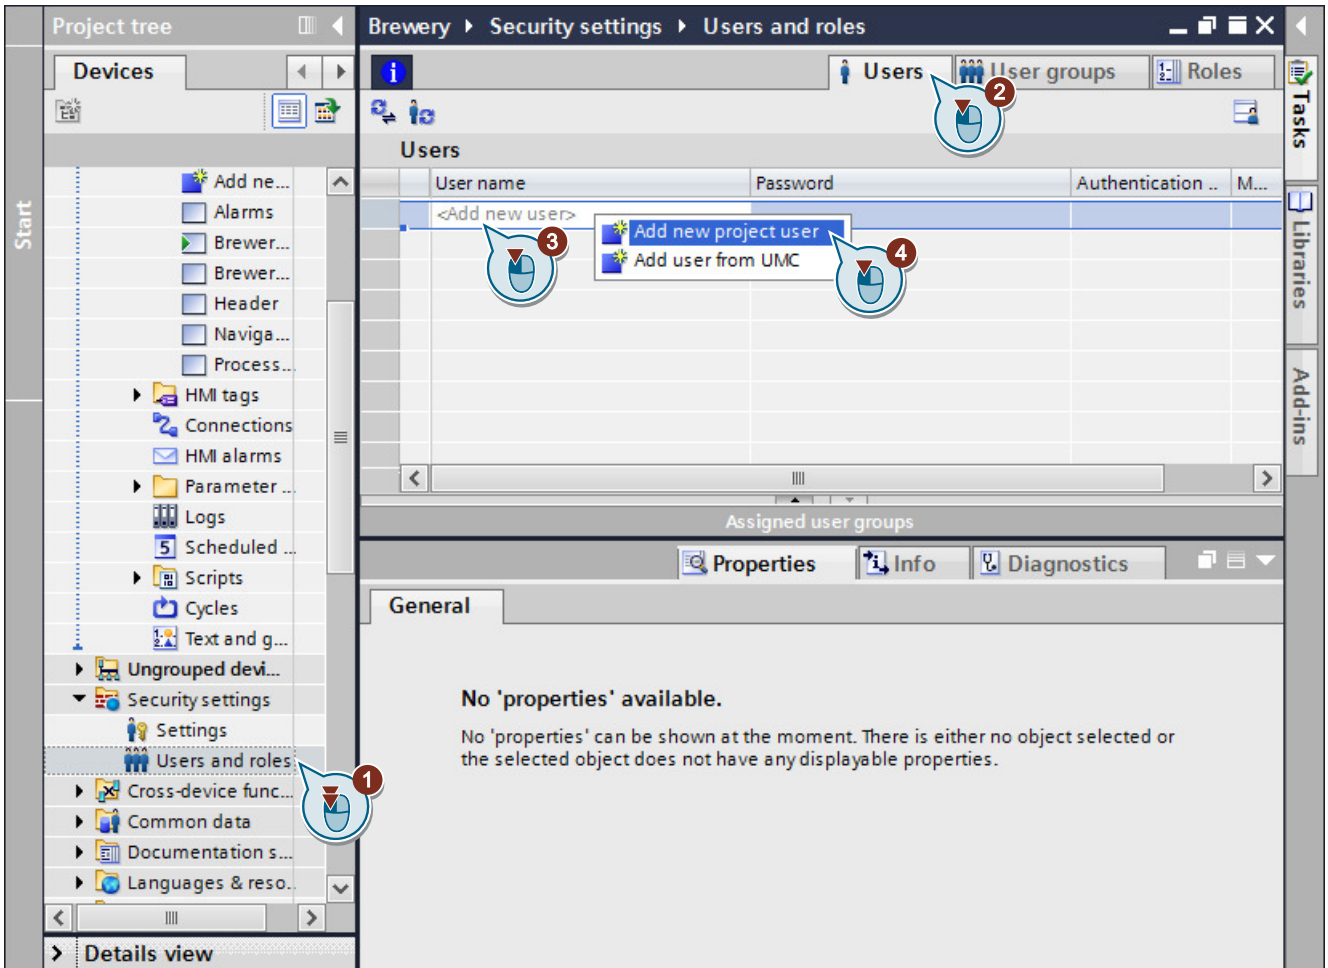 Project tree
Devices
Start
Add ne...
Alarms
Brewer...
Brewer...
Header
Naviga...
Process...
HMI tags
Connections
HMI alarms
Parameter ...
Logs
5
Scheduled ...
Scripts
Cycles
Text and g...
Ungrouped devi...
Security settings
Settings
Users and roles
1
Cross-device func...
Common data
Documentation s...
Languages & reso..
Details view
Brewery
Security settings
Users and roles
Users
User groups
Roles
2
Users
User name
Password
Authentication ..
M...
<Add new user>
Add new project user
Add user from UMC
3
4
Assigned user groups
Properties
Info
Diagnostics
General
No 'properties' available.
No 'properties' can be shown at the moment. There is either no object selected or
the selected object does not have any displayable properties.
Tasks
Libraries
Add-ins